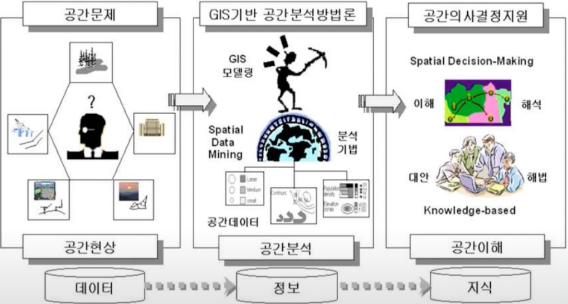 공간문제
?
공간현상
GIS기반 공간분석방법론
GIS
모델링
Spatial
Data
Mining
분석
기법
공간데이터
Medium
Contours
공간분석
공간의사결정지원
Spatial Decision-Making
이해
해석
대안
해법
Knowledge-based
공간이해
데이터
정보
지식